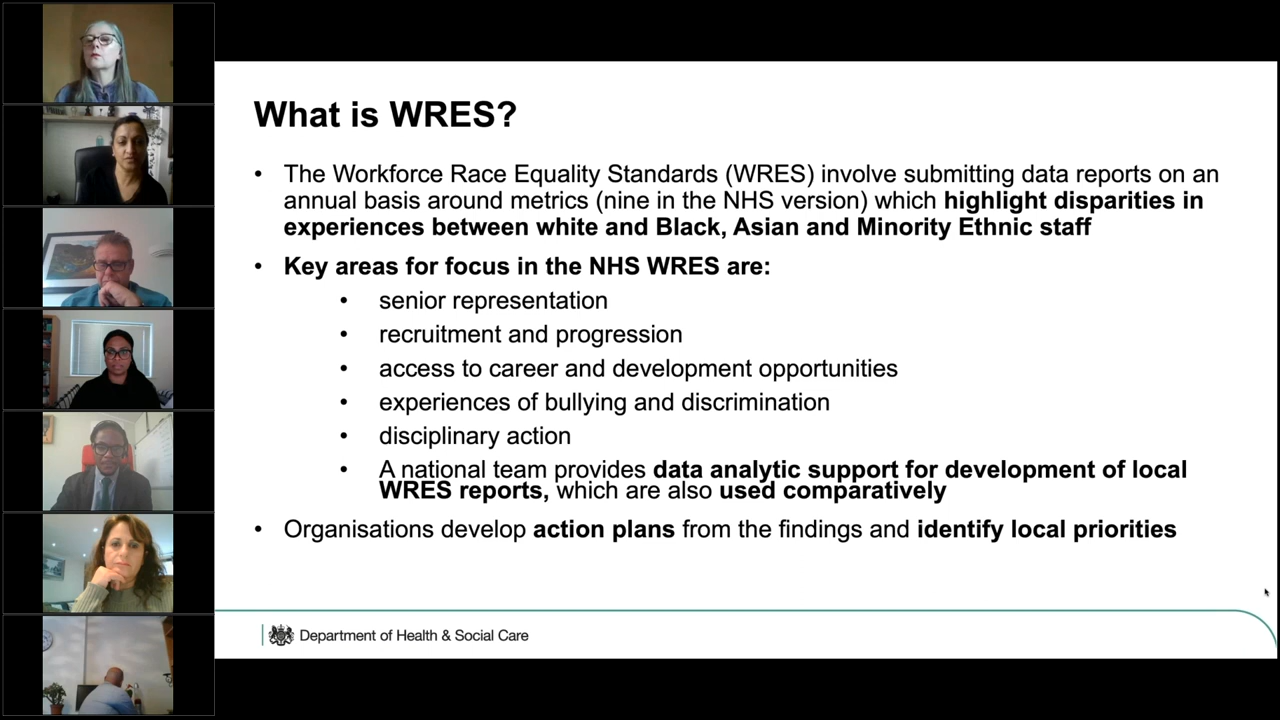 What is WRES?
• The Workforce Race Equality Standards (WRES) involve submitting data reports on an
annual basis around metrics (nine in the NHS version) which highlight disparities in
experiences between white and Black, Asian and Minority Ethnic staff
• Key areas for focus in the NHS WRES are:
• senior representation
• recruitment and progression
• access to career and development opportunities
• experiences of bullying and discrimination
• disciplinary action
• A national team provides data analytic support for development of local
WRES reports, which are also used comparatively
• Organisations develop action plans from the findings and identify local priorities
Department of Health & Social Care